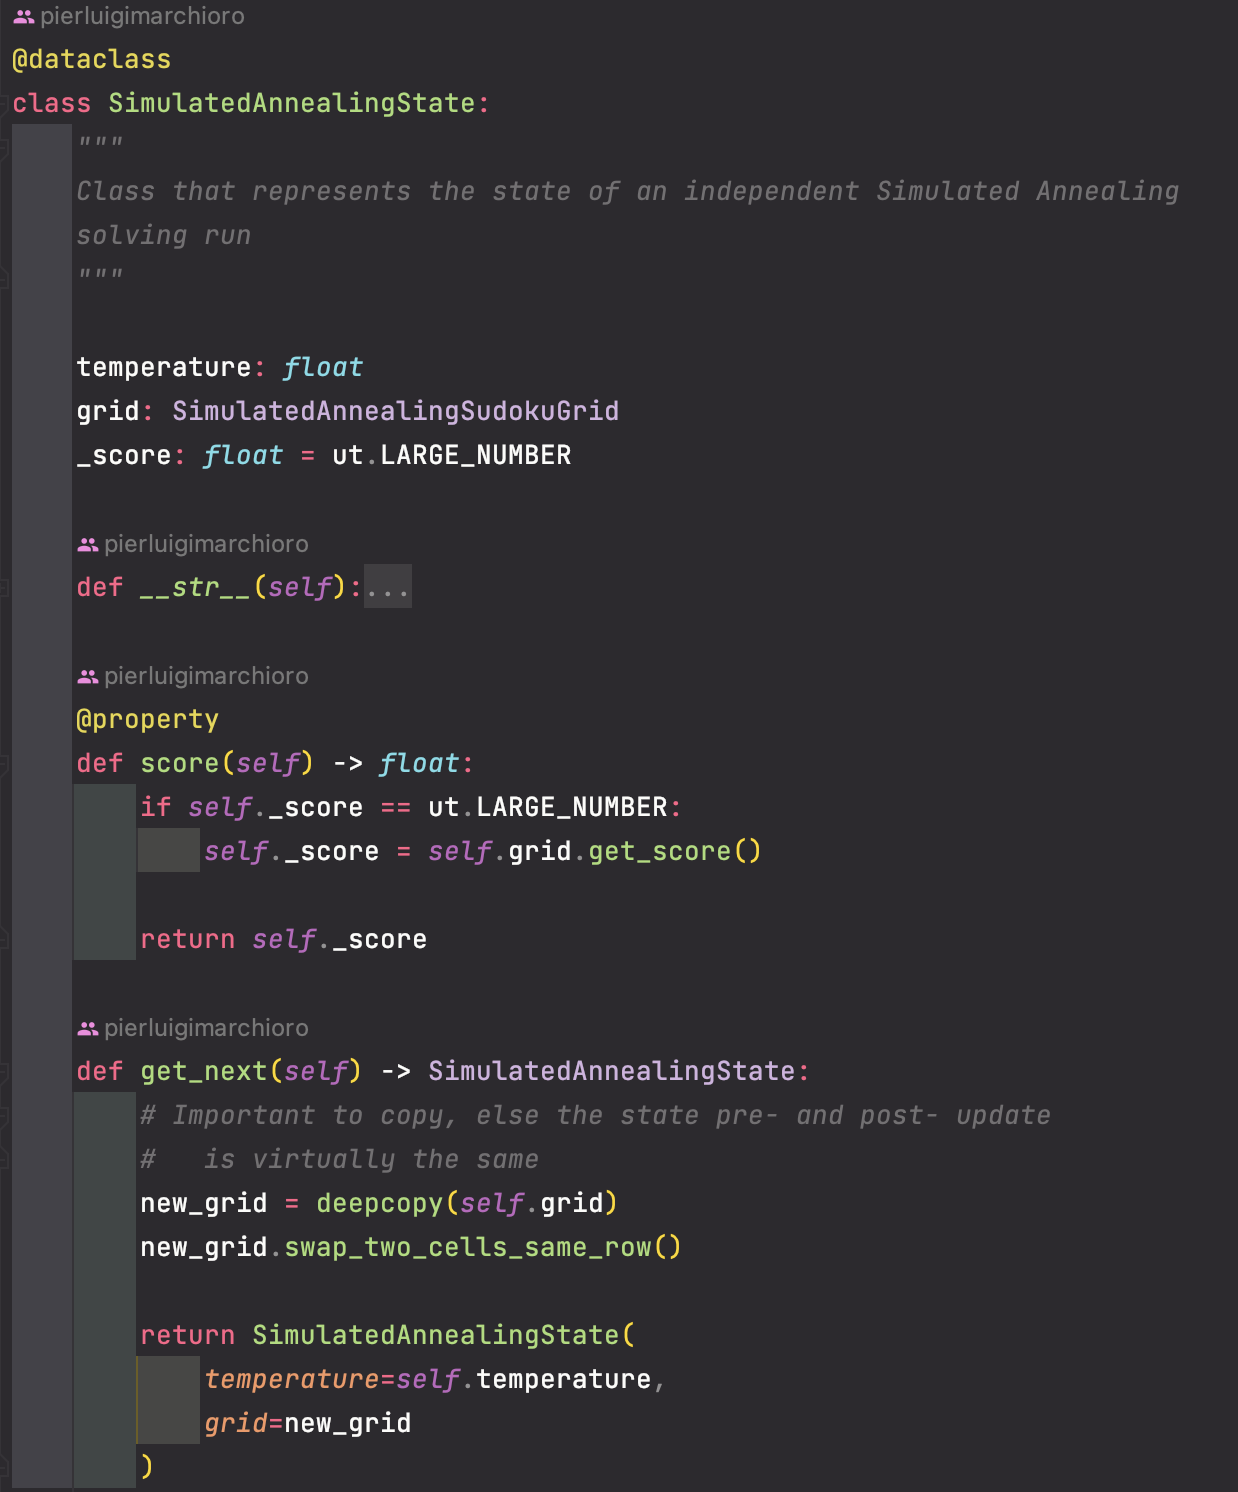 pierluigimarchioro
@dataclass
class SimulatedAnnealingState:
"""
Class that represents the state of an independent Simulated Annealing
solving run
"""
temperature: float
grid: SimulatedAnnealingSudokuGrid
_score: float = ut.LARGE_NUMBER
pierluigimarchioro
def __str__(self):...
pierluigimarchioro
@property
def score(self) -> float:
if self._score == ut.LARGE_NUMBER:
self._score = self.grid.get_score()
return self._score
pierluigimarchioro
def get_next(self) -> SimulatedAnnealingState:
# Important to copy, else the state pre- and post- update
#   is virtually the same
new_grid = deepcopy(self.grid)
new_grid.swap_two_cells_same_row()
return SimulatedAnnealingState(
temperature=self.temperature,
grid=new_grid
)